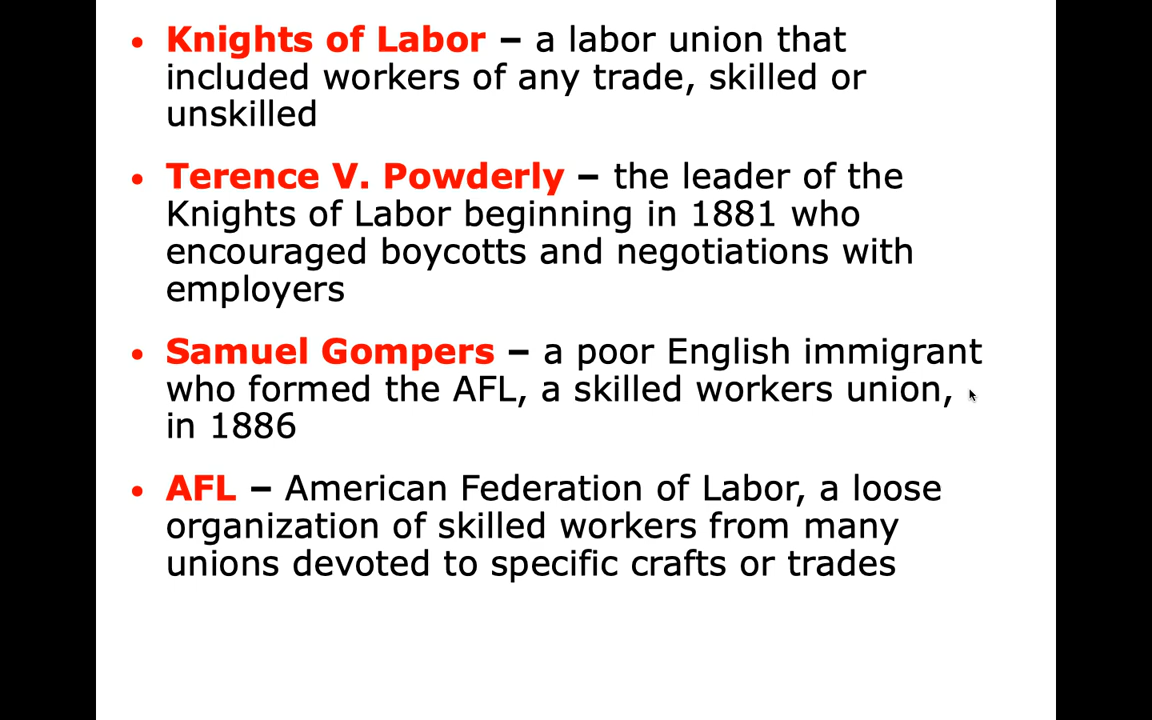 • Knights of Labor – a labor union that
included workers of any trade, skilled or
unskilled
• Terence V. Powderly – the leader of the
Knights of Labor beginning in 1881 who
encouraged boycotts and negotiations with
employers
• Samuel Gompers – a poor English immigrant
who formed the AFL, a skilled workers union,
in 1886
• AFL – American Federation of Labor, a loose
organization of skilled workers from many
unions devoted to specific crafts or trades